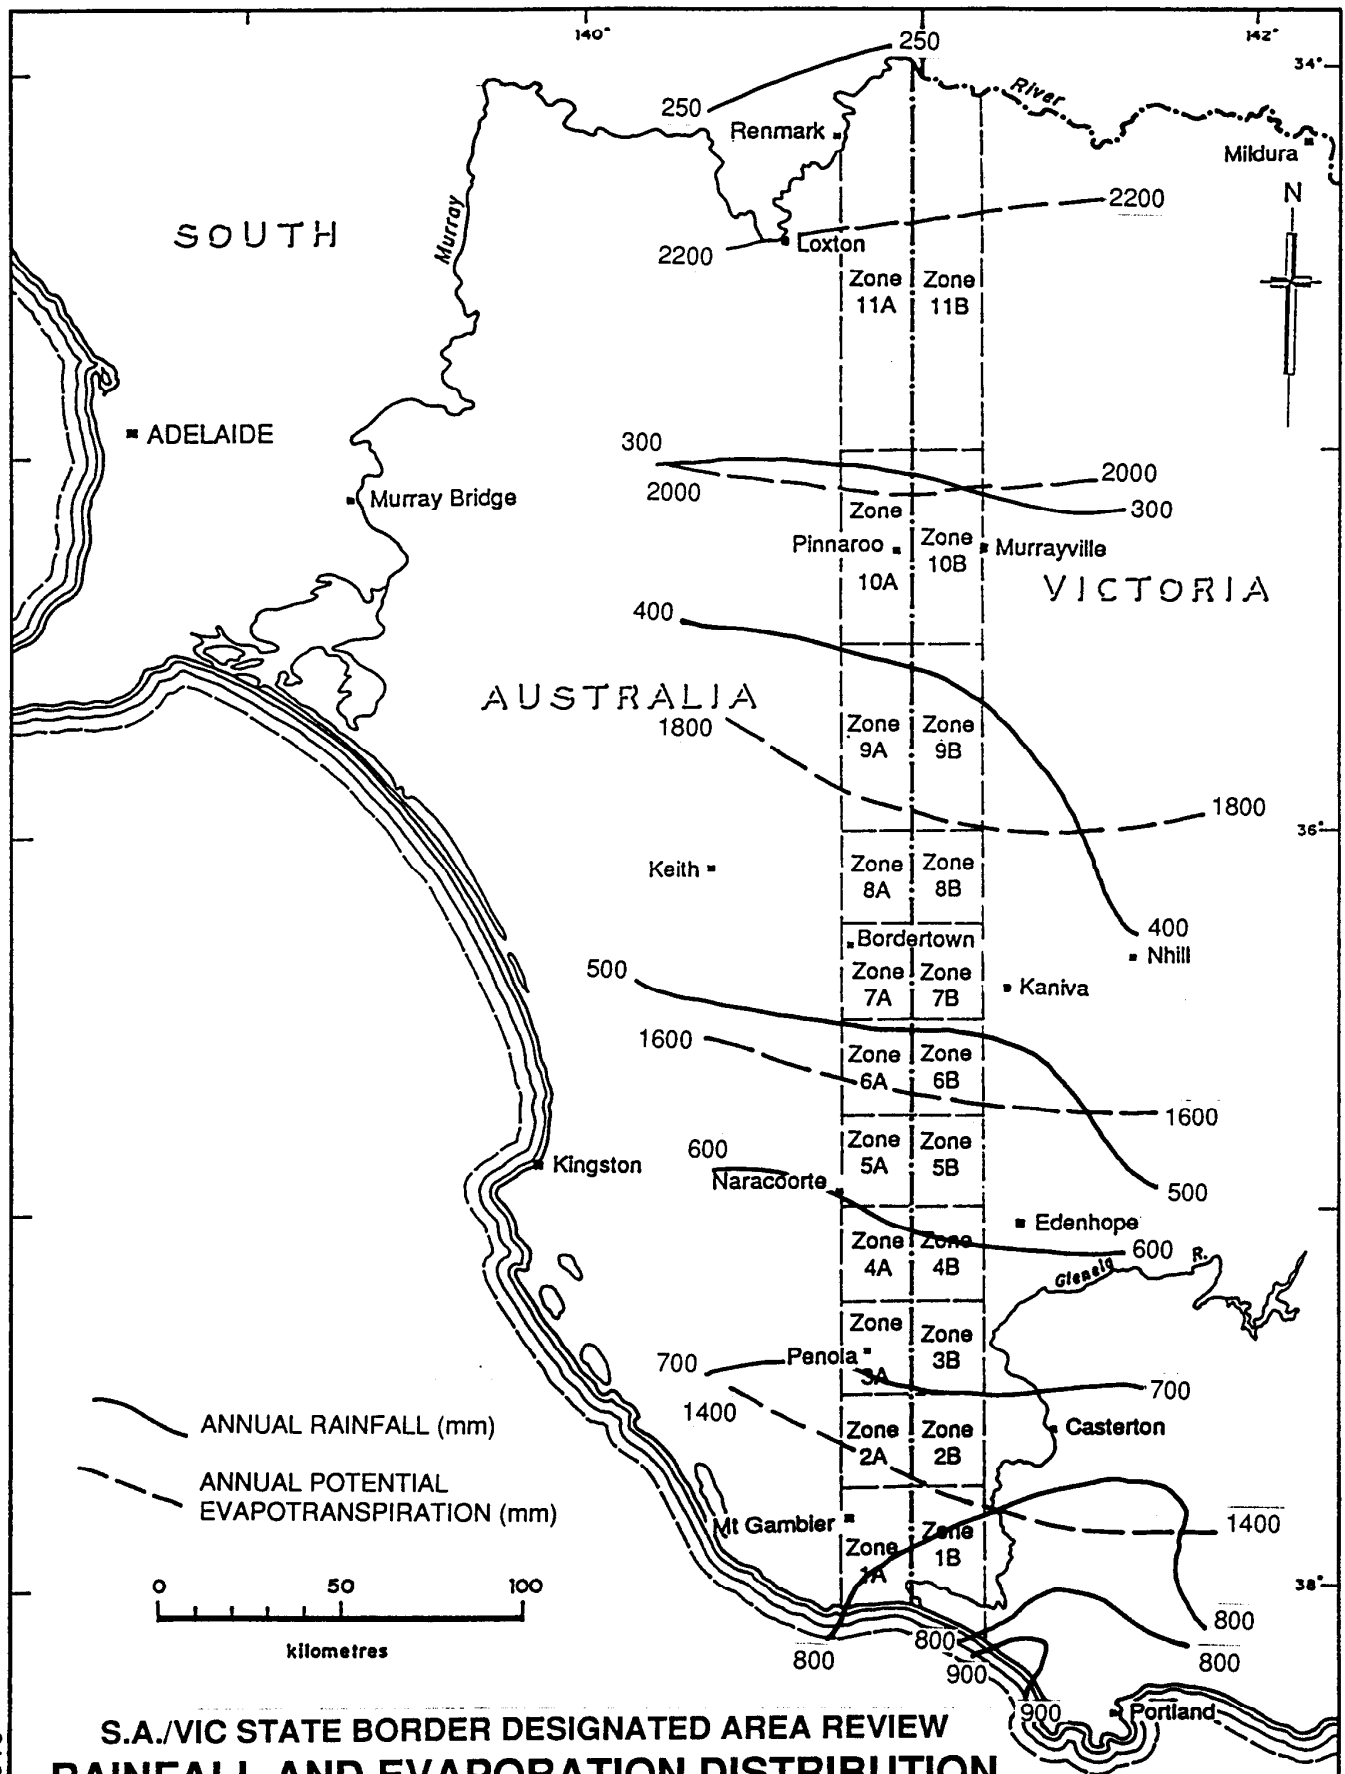 140°
142°
250
34°
250
River
Renmark
Mildura
N
2200
SOUTH
Murray
2200
Loxton
Zone
11A
Zone
11B
ADELAIDE
300
2000
Murray Bridge
2000
300
Zone
Pinnaroo
10A
Zone
10B
Murrayville
VICTORIA
400
AUSTRALIA
1800
Zone
9A
Zone
9B
1800
36°
Keith
Zone
8A
Zone
8B
400
Bordertown
Nhill
500
Zone
7A
Zone
7B
Kaniva
1600
Zone
6A
Zone
6B
1600
600
Zone
5A
Zone
5B
Kingston
Naracoorte
500
Edenhope
Zone
4A
Zone
4B
600
Glenelg R.
Zone
3A
Zone
3B
700
Penola
700
1400
ANNUAL RAINFALL (mm)
Zone
2A
Zone
2B
Casterton
ANNUAL POTENTIAL
EVAPOTRANSPIRATION (mm)
Mt Gambier
1400
Zone
1A
Zone
1B
0 50 100
kilometres
38°
800
800
800
800
900
900
Portland
S.A./VIC STATE BORDER DESIGNATED AREA REVIEW
RAINFALL AND EVAPORATION DISTRIBUTION